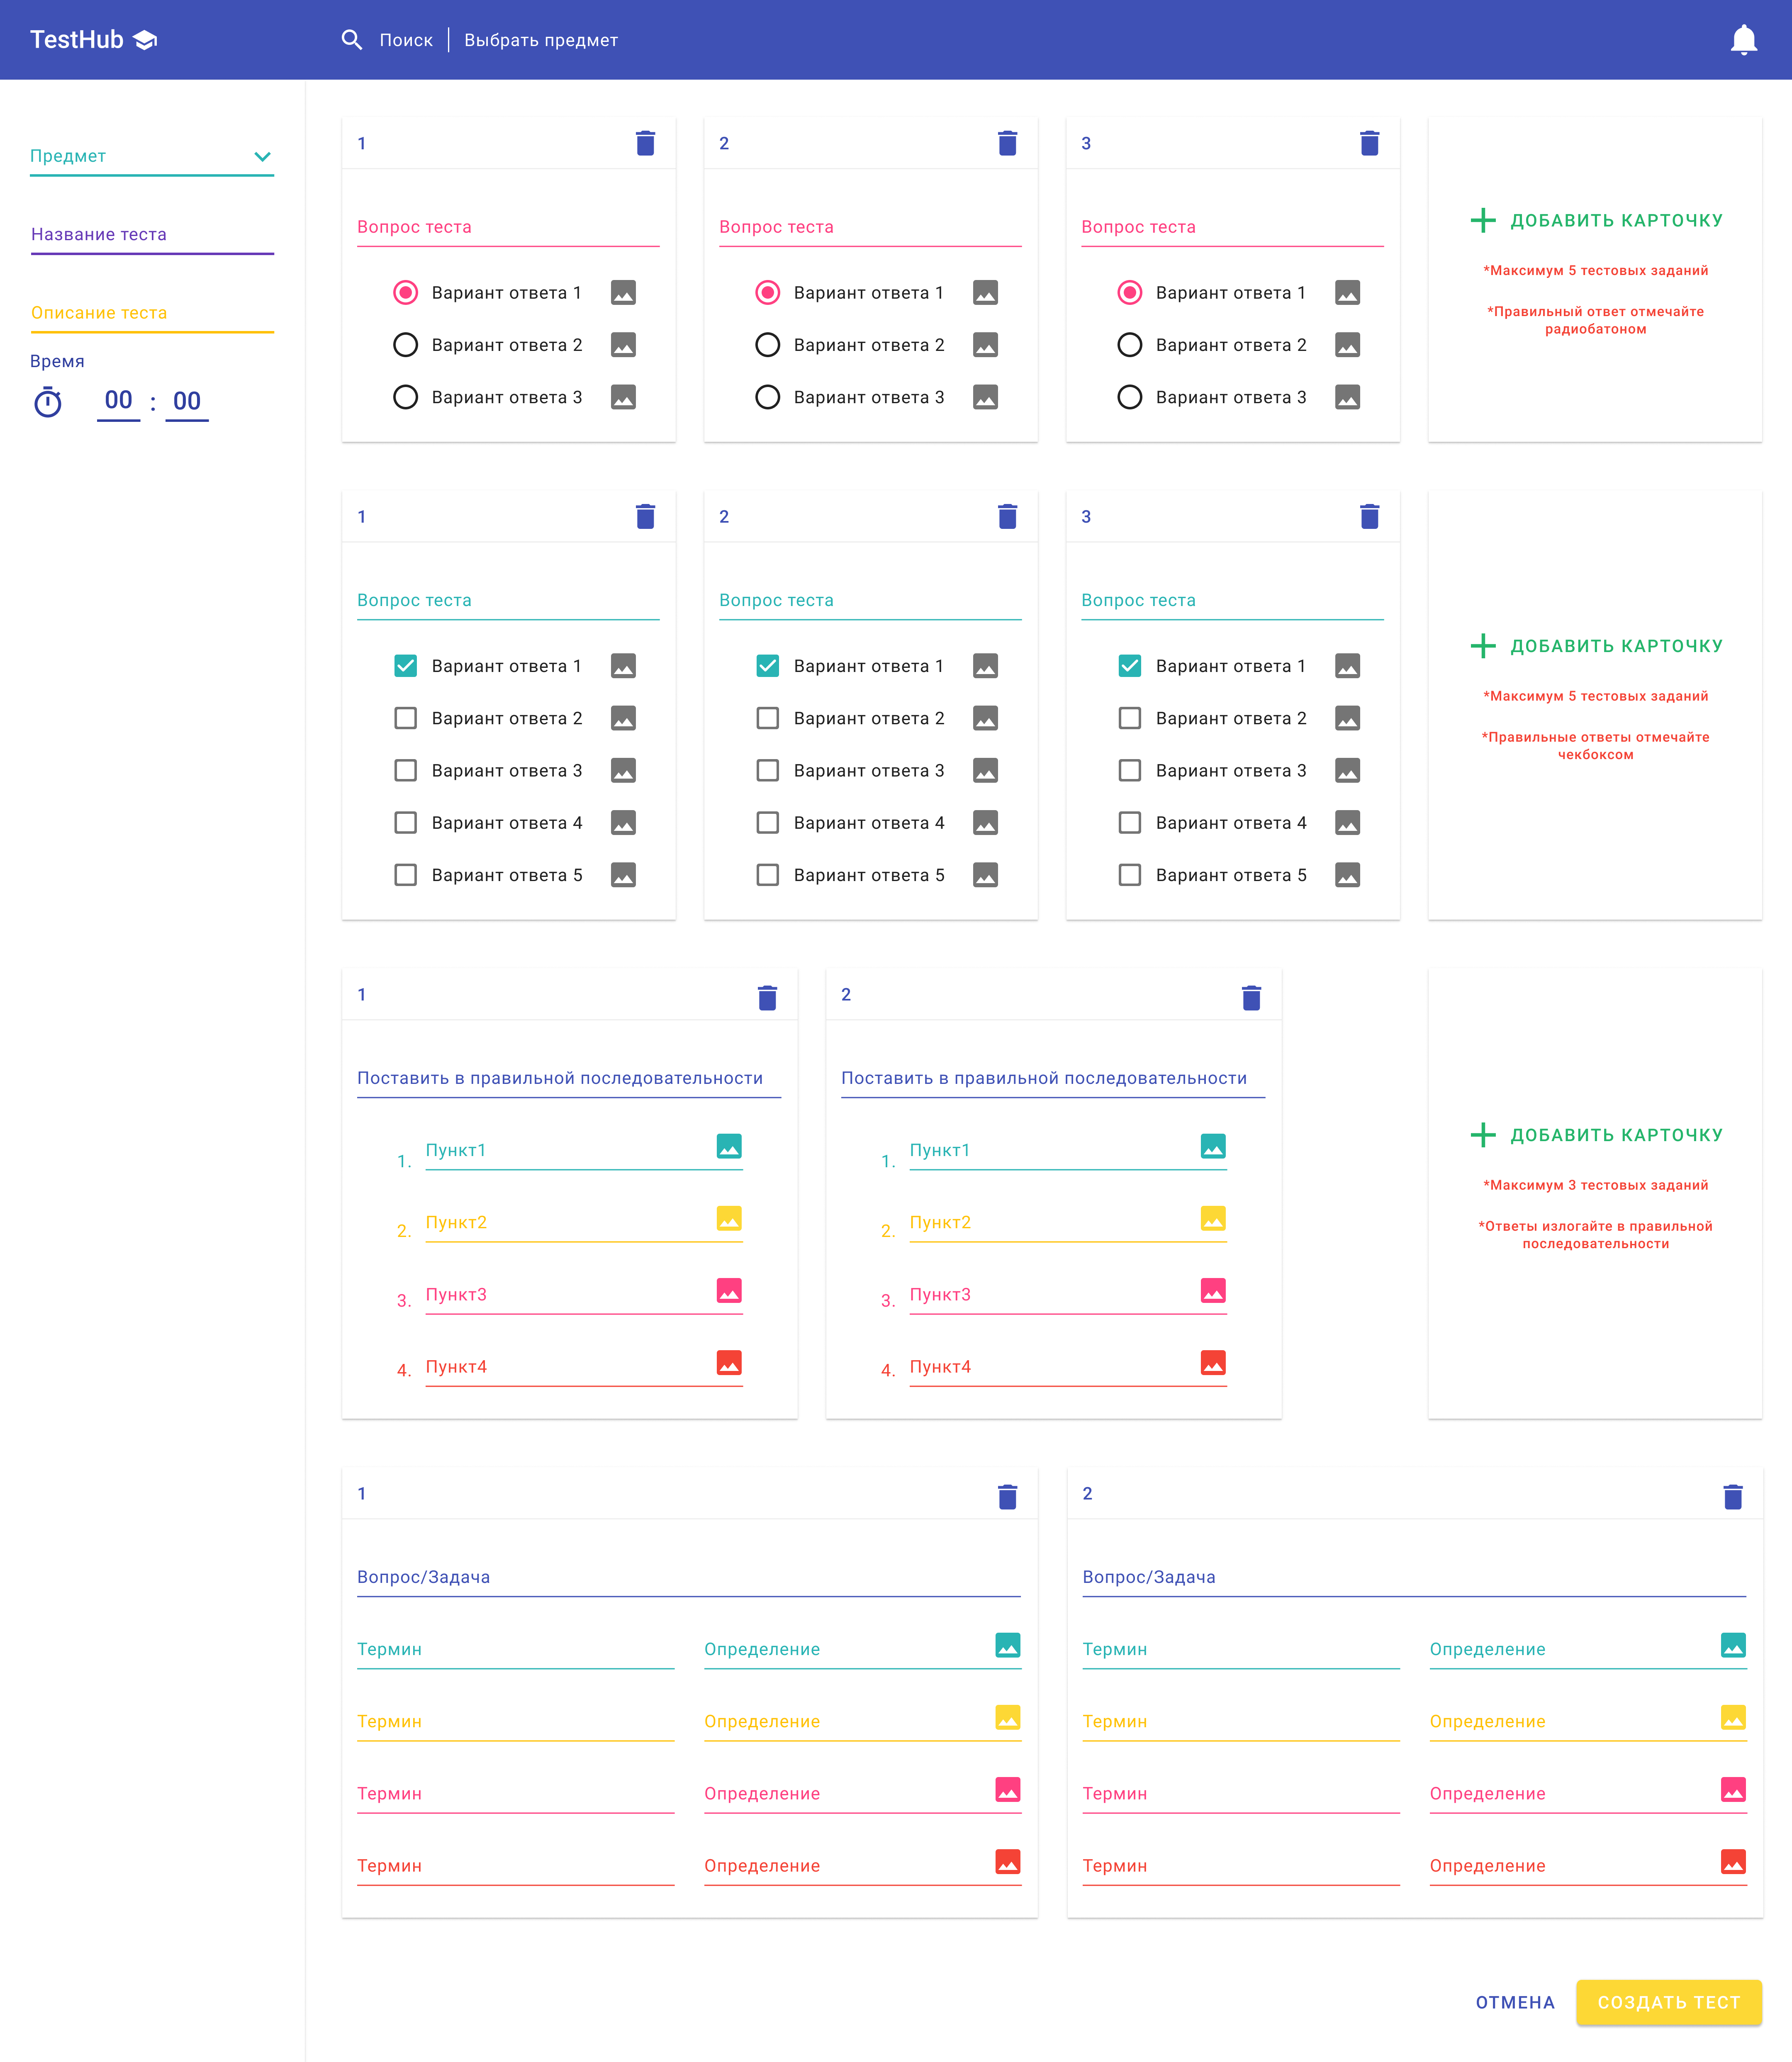 TestHub
Поиск
Выбрать предмет
Предмет
Название теста
Описание теста
Время
00 : 00
1
Вопрос теста
Вариант ответа 1
Вариант ответа 2
Вариант ответа 3
2
Вопрос теста
Вариант ответа 1
Вариант ответа 2
Вариант ответа 3
3
Вопрос теста
Вариант ответа 1
Вариант ответа 2
Вариант ответа 3
ДОБАВИТЬ КАРТОЧКУ
*Максимум 5 тестовых заданий
*Правильный ответ отмечайте
радиобатоном
1
Вопрос теста
Вариант ответа 1
Вариант ответа 2
Вариант ответа 3
Вариант ответа 4
Вариант ответа 5
2
Вопрос теста
Вариант ответа 1
Вариант ответа 2
Вариант ответа 3
Вариант ответа 4
Вариант ответа 5
3
Вопрос теста
Вариант ответа 1
Вариант ответа 2
Вариант ответа 3
Вариант ответа 4
Вариант ответа 5
ДОБАВИТЬ КАРТОЧКУ
*Максимум 5 тестовых заданий
*Правильные ответы отмечайте
чекбоксом
1
Поставить в правильной последовательности
1. Пункт1
2. Пункт2
3. Пункт3
4. Пункт4
2
Поставить в правильной последовательности
1. Пункт1
2. Пункт2
3. Пункт3
4. Пункт4
ДОБАВИТЬ КАРТОЧКУ
*Максимум 3 тестовых заданий
*Ответы излогайте в правильной
последовательности
1
Вопрос/Задача
Термин Определение
Термин Определение
Термин Определение
Термин Определение
2
Вопрос/Задача
Термин Определение
Термин Определение
Термин Определение
Термин Определение
ОТМЕНА
СОЗДАТЬ ТЕСТ